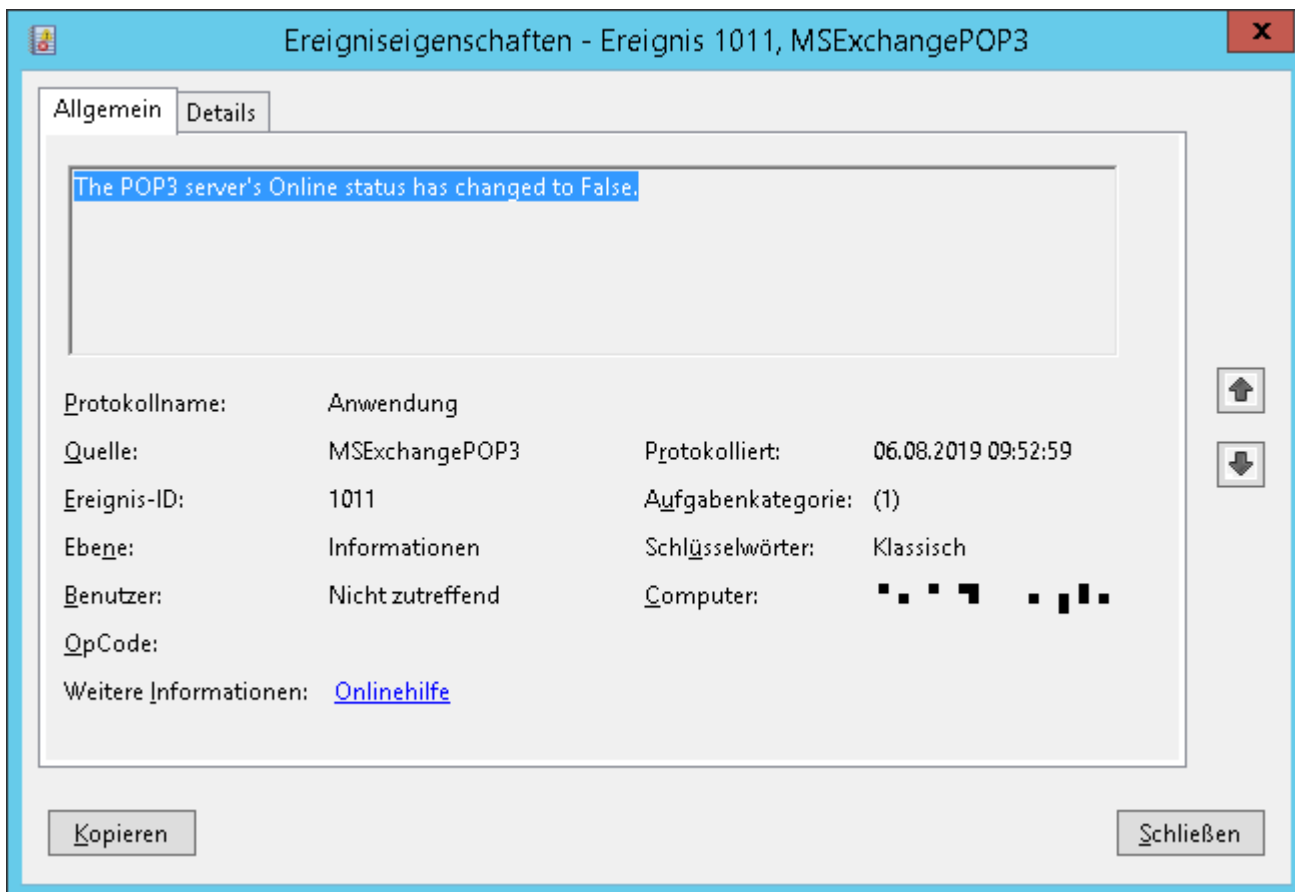 Ereigniseigenschaften - Ereignis 1011, MSExchangePOP3
x
Allgemein Details
The POP3 server's Online status has changed to False.
Protokollname: Anwendung
Quelle: MSExchangePOP3 Protokolliert: 06.08.2019 09:52:59
Ereignis-ID: 1011 Aufgabenkategorie: (1)
Ebene: Informationen Schlüsselwörter: Klassisch
Benutzer: Nicht zutreffend Computer:
OpCode:
Weitere Informationen: Onlinehilfe
Kopieren Schließen